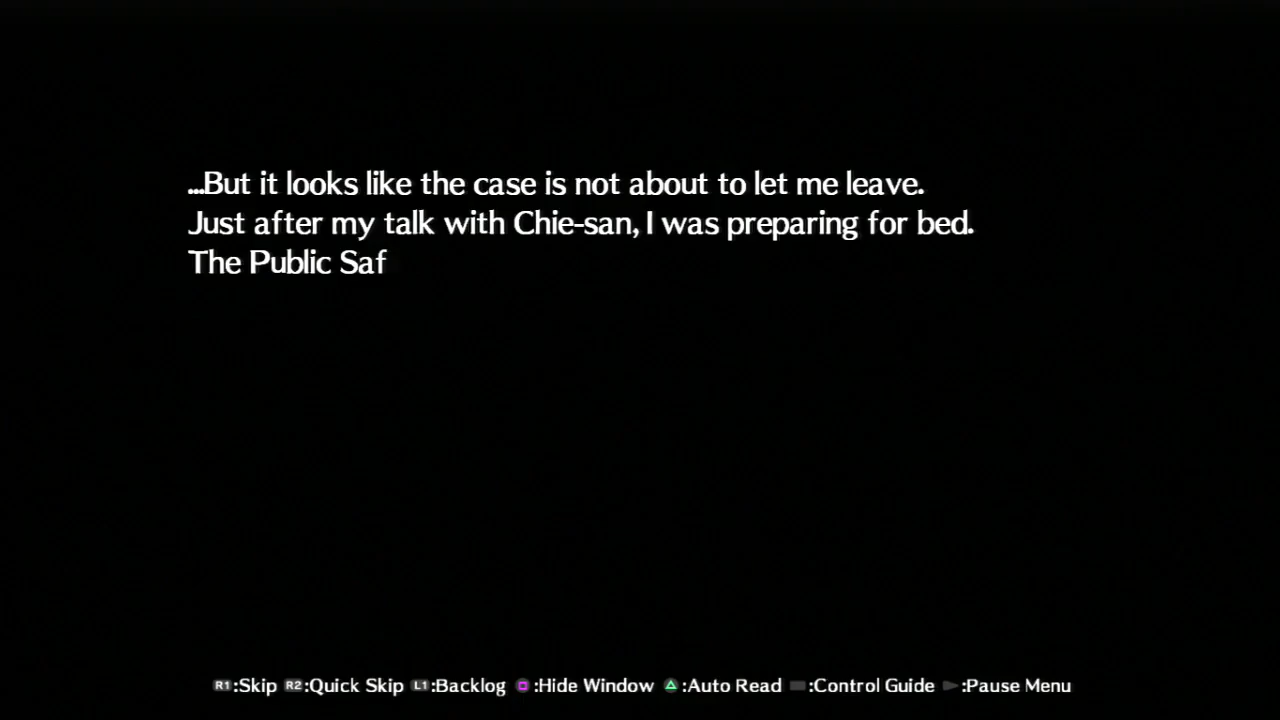 ...But it looks like the case is not about to let me leave.
Just after my talk with Chie-san, I was preparing for bed.
The Public Saf
R1:Skip R2:Quick Skip L1:Backlog :Hide Window :Auto Read :Control Guide :Pause Menu